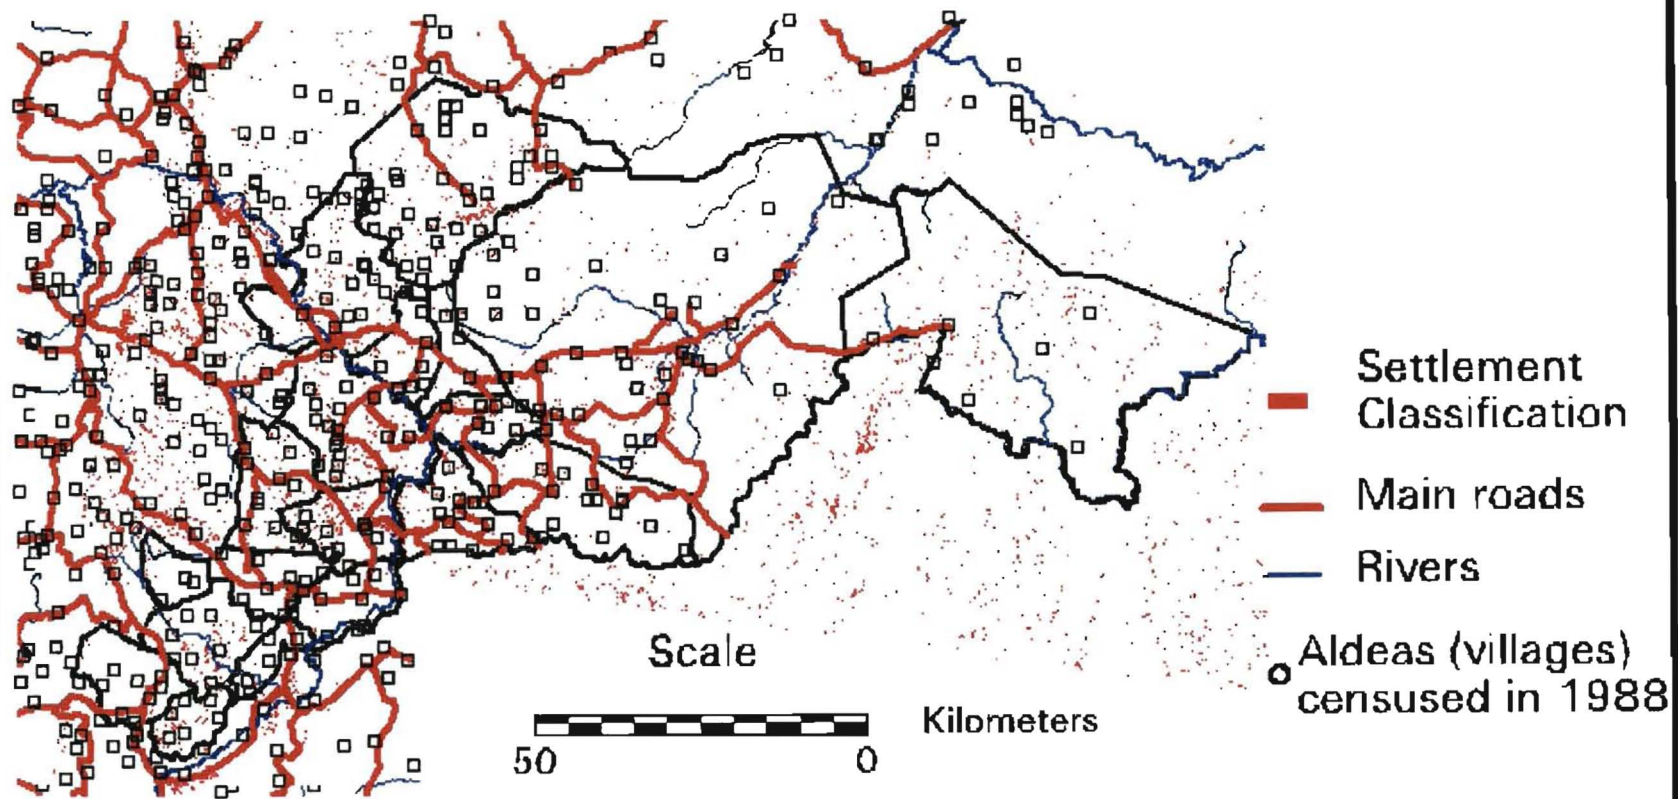 Settlement
Classification
Main roads
Rivers
Aldeas (villages)
censused in 1988
Scale
Kilometers
50 0